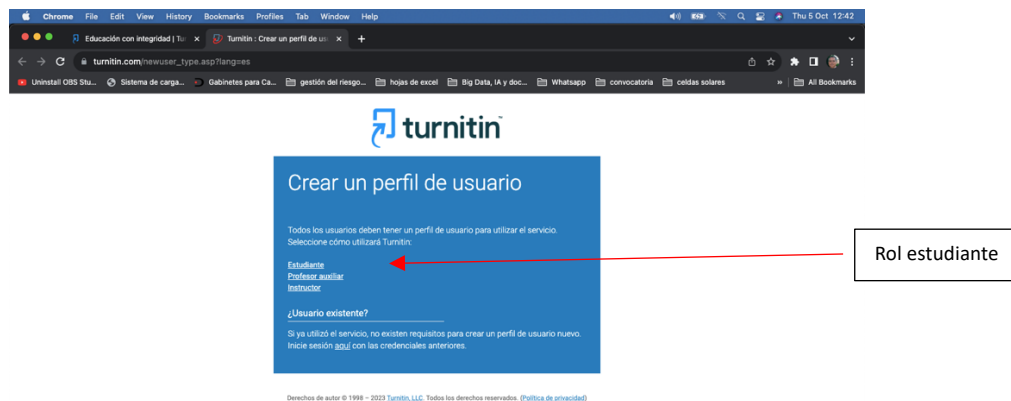 Chrome File Edit View History Bookmarks Profiles Tab Window Help Thu 5 Oct 12:42
Educación con integridad | Tur Turnitin : Crear un perfil de us
turnitin.com/newuser_type.asp?lang=es
Uninstall OBS Stu... Sistema de carga... Gabinetes para Ca... gestión del riesgo... hojas de excel Big Data, IA y doc... Whatsapp convocatoria celdas solares » All Bookmarks
turnitin
Crear un perfil de usuario
Todos los usuarios deben tener un perfil de usuario para utilizar el servicio.
Seleccione cómo utilizará Turnitin:
Estudiante
Profesor auxiliar
Instructor
Rol estudiante
¿Usuario existente?
Si ya utilizó el servicio, no existen requisitos para crear un perfil de usuario nuevo.
Inicie sesión aquí con las credenciales anteriores.
Derechos de autor © 1998 – 2023 Turnitin, LLC. Todos los derechos reservados. (Política de privacidad)